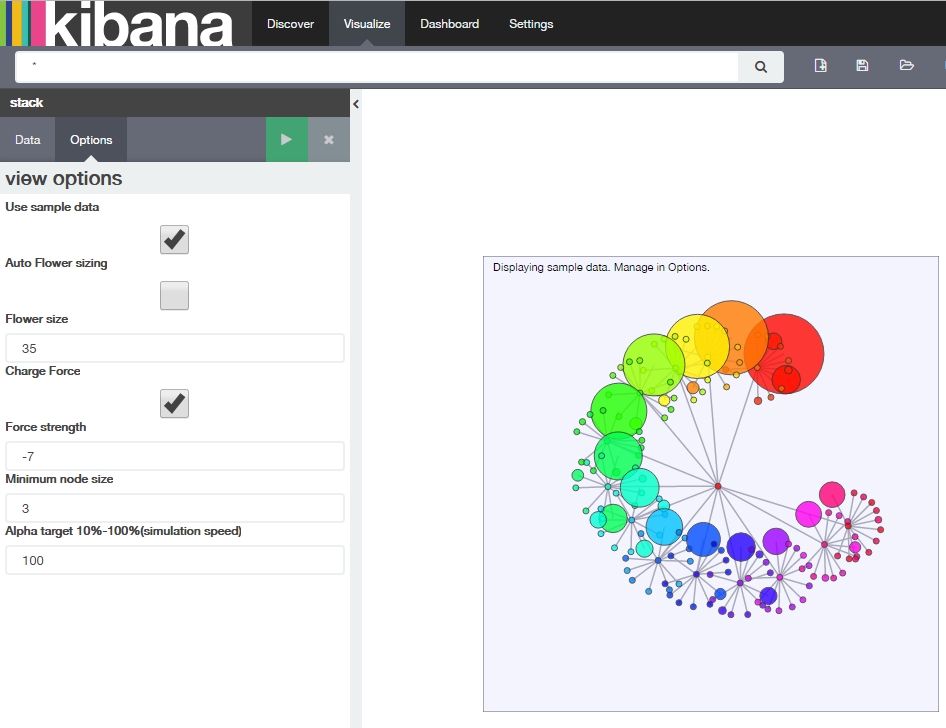 kibana
Discover
Visualize
Dashboard
Settings
*
stack
Data
Options
view options
Use sample data
Auto Flower sizing
Flower size
35
Charge Force
Force strength
-7
Minimum node size
3
Alpha target 10%-100%(simulation speed)
100
Displaying sample data. Manage in Options.